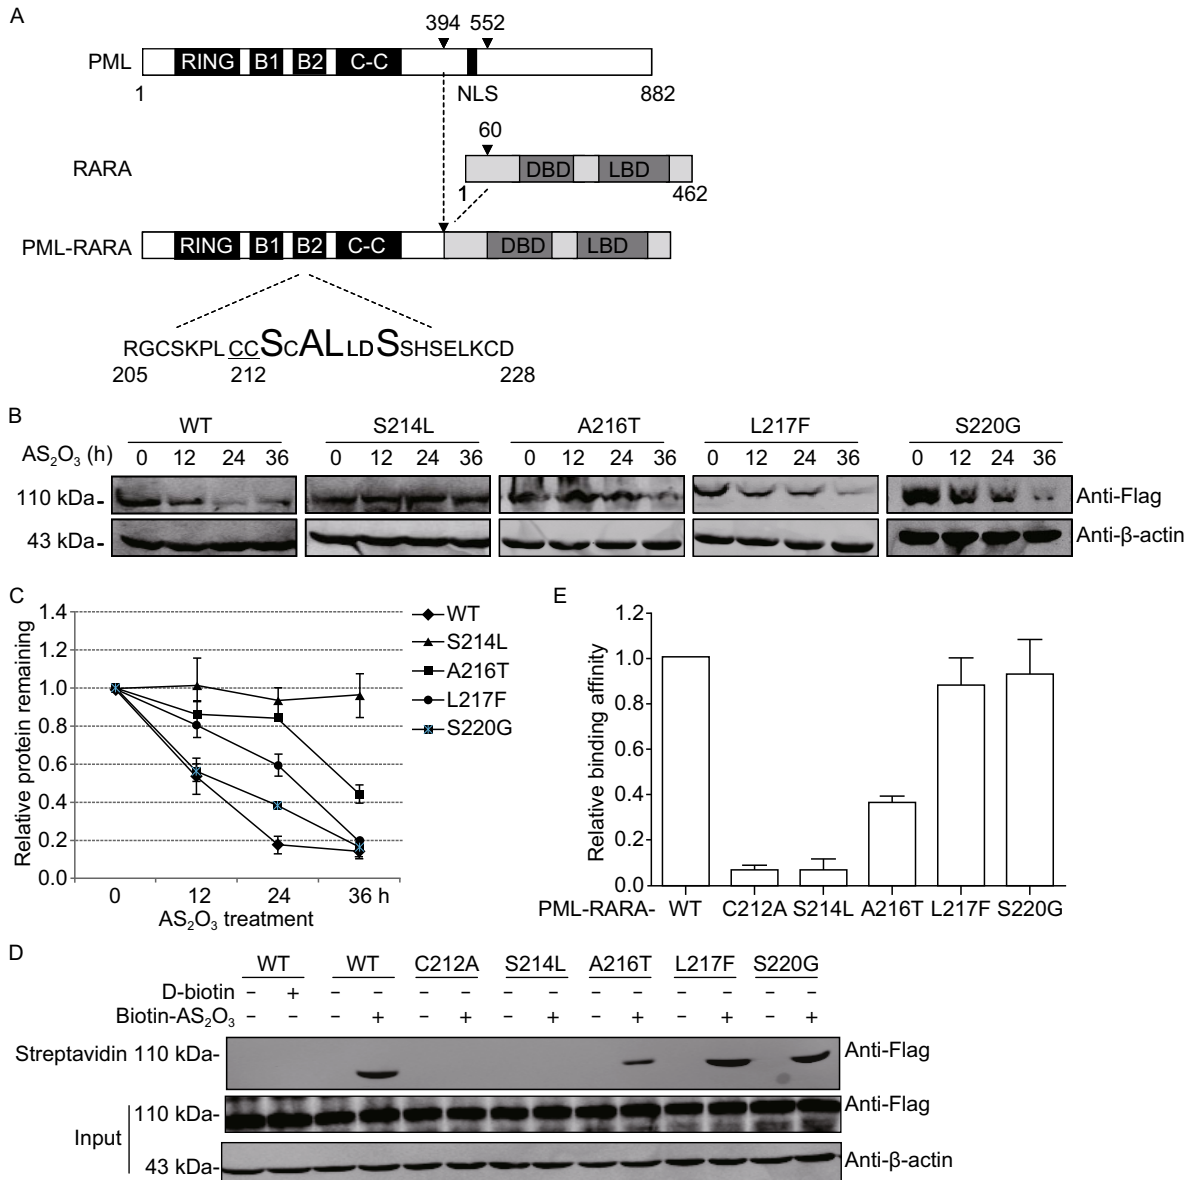 A
394 552
PML RING B1 B2 C-C
1 NLS 882
60
RARA DBD LBD
1 462
PML-RARA RING B1 B2 C-C DBD LBD
RGCSKPL CCSCALLDSSHSELKCD
205 212 228
B
WT S214L A216T L217F S220G
AS₂O₃ (h) 0 12 24 36 0 12 24 36 0 12 24 36 0 12 24 36 0 12 24 36
110 kDa- Anti-Flag
43 kDa- Anti-β-actin
C
Relative protein remaining
1.4
1.2
1.0
0.8
0.6
0.4
0.2
0.0
0 12 24 36 h
AS₂O₃ treatment
WT
S214L
A216T
L217F
S220G
E
Relative binding affinity
1.2
1.0
0.8
0.6
0.4
0.2
0.0
PML-RARA- WT C212A S214L A216T L217F S220G
D
WT WT C212A S214L A216T L217F S220G
D-biotin - + - - - - - - - - - - - -
Biotin-AS₂O₃ - - - + - + - + - + - + - +
Streptavidin 110 kDa- Anti-Flag
Input
110 kDa- Anti-Flag
43 kDa- Anti-β-actin